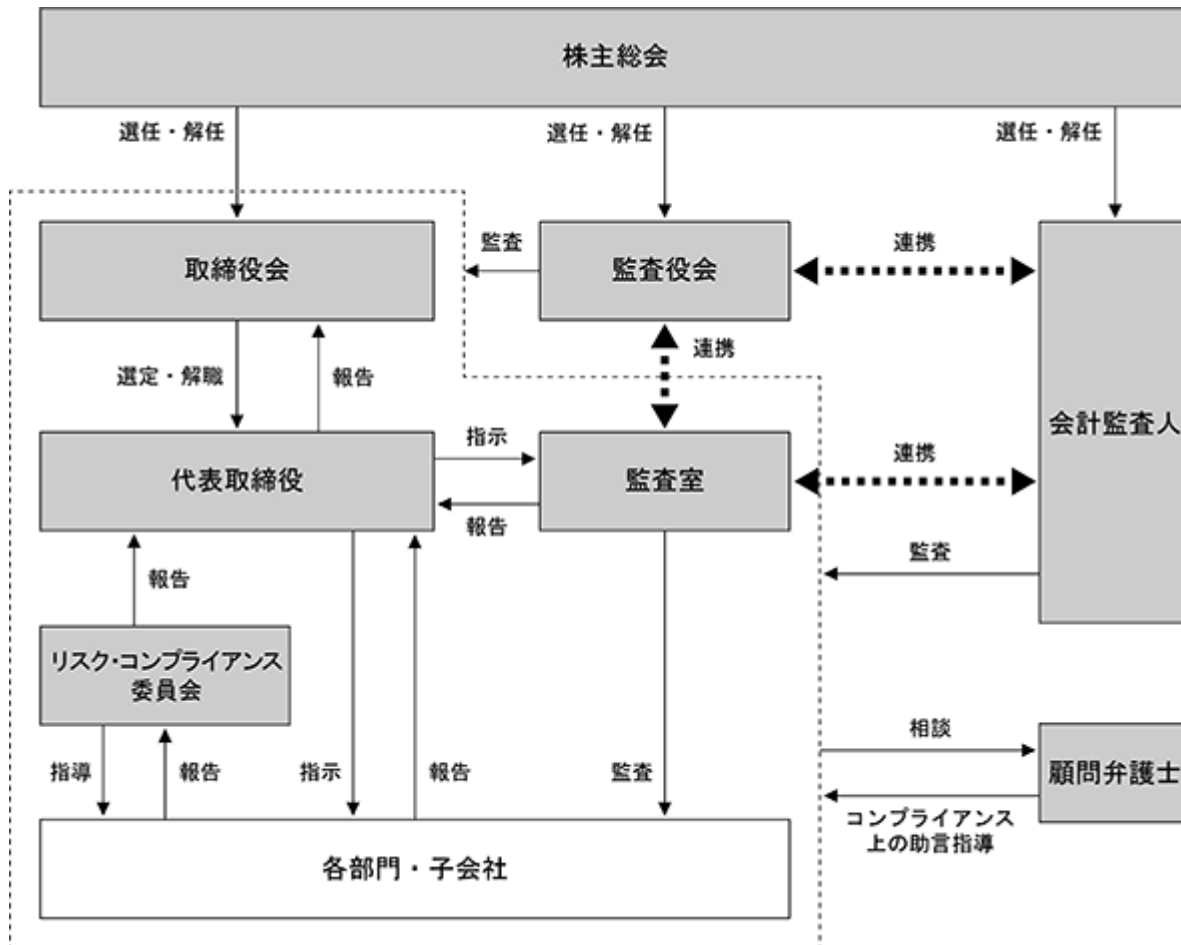 株主総会
選任・解任
選任・解任
選任・解任
取締役会
監査
監査役会
連携
連携
選定・解職
報告
会計監査人
代表取締役
指示
報告
監査室
連携
監査
報告
リスク・コンプライアンス
委員会
指導
報告
指示
報告
監査
相談
顧問弁護士
コンプライアンス
上の助言指導
各部門・子会社